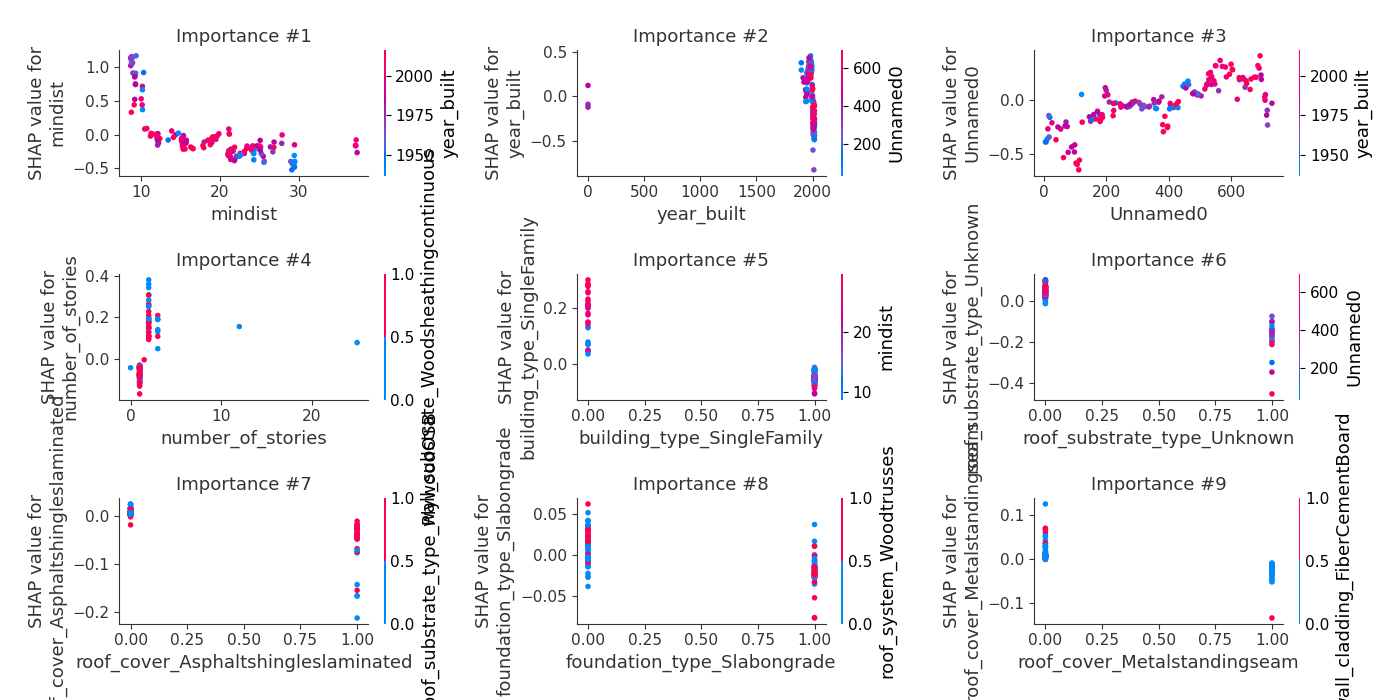 Importance #1
SHAP value for
mindist
1.0
0.5
0.0
−0.5
10
20
30
mindist
2000
1975
1950
year_built
Importance #2
SHAP value for
year_built
0.5
0.0
−0.5
0
500
1000
1500
2000
year_built
600
400
200
Unnamed0
Importance #3
SHAP value for
Unnamed0
0.0
−0.5
0
200
400
600
Unnamed0
2000
1975
1950
year_built
Importance #4
SHAP value for
number_of_stories
0.4
0.2
0.0
0
10
20
number_of_stories
1.0
0.5
0.0
Importance #5
SHAP value for
building_type_SingleFamily
0.2
0.0
0.00
0.25
0.50
0.75
1.00
building_type_SingleFamily
20
10
mindist
Importance #6
SHAP value for
roof_substrate_type_Unknown
0.0
−0.2
−0.4
0.00
0.25
0.50
0.75
1.00
roof_substrate_type_Unknown
600
400
200
Unnamed0
Importance #7
SHAP value for
f_cover_Asphaltshingleslaminated
0.0
−0.1
−0.2
0.00
0.25
0.50
0.75
1.00
roof_cover_Asphaltshingleslaminated
1.0
0.5
0.0
Importance #8
SHAP value for
foundation_type_Slabongrade
0.05
0.00
−0.05
0.00
0.25
0.50
0.75
1.00
foundation_type_Slabongrade
1.0
0.5
0.0
roof_system_Woodtrusses
Importance #9
SHAP value for
roof_cover_Metalstandingseam
0.1
0.0
−0.1
0.00
0.25
0.50
0.75
1.00
roof_cover_Metalstandingseam
1.0
0.5
0.0
all_cladding_FiberCementBoard